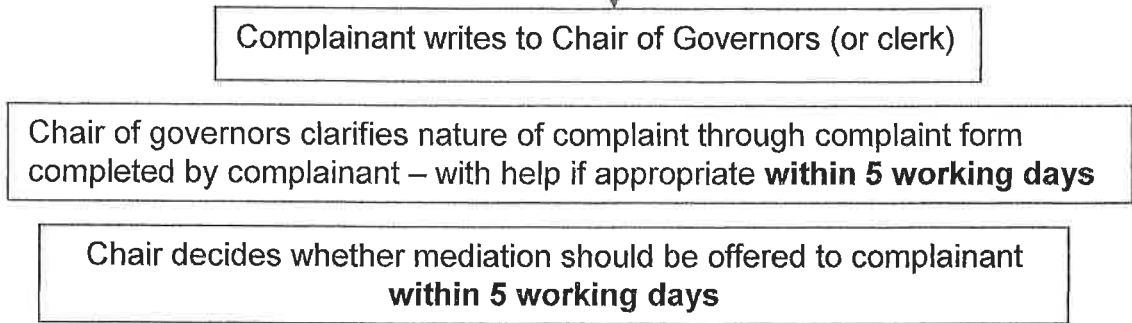 Complainant writes to Chair of Governors (or clerk)
Chair of governors clarifies nature of complaint through complaint form
completed by complainant – with help if appropriate within 5 working days
Chair decides whether mediation should be offered to complainant
within 5 working days